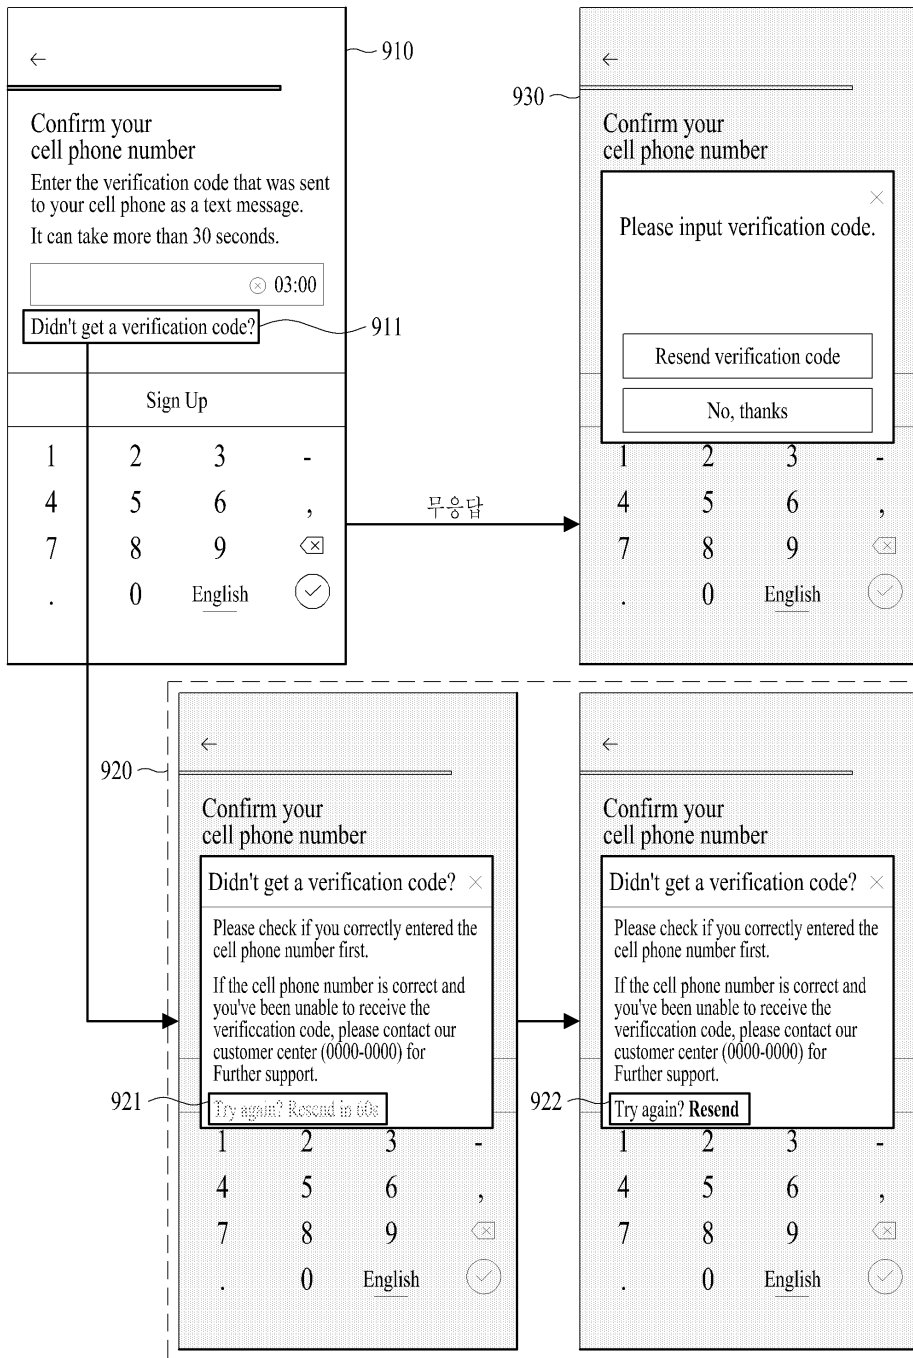 910
Confirm your
cell phone number
Enter the verification code that was sent
to your cell phone as a text message.
It can take more than 30 seconds.
03:00
Didn't get a verification code?
911
Sign Up
1 2 3 -
4 5 6 ,
7 8 9
. 0 English
무응답
930
Confirm your
cell phone number
Please input verification code.
Resend verification code
No, thanks
1 2 3 -
4 5 6 ,
7 8 9
. 0 English
920
Confirm your
cell phone number
Didn't get a verification code?
Please check if you correctly entered the
cell phone number first.
If the cell phone number is correct and
you've been unable to receive the
verificcation code, please contact our
customer center (0000-0000) for
Further support.
921
Try again? Resend in 60s
1 2 3 -
4 5 6 ,
7 8 9
. 0 English
Confirm your
cell phone number
Didn't get a verification code?
Please check if you correctly entered the
cell phone number first.
If the cell phone number is correct and
you've been unable to receive the
verificcation code, please contact our
customer center (0000-0000) for
Further support.
922
Try again? Resend
1 2 3 -
4 5 6 ,
7 8 9
. 0 English